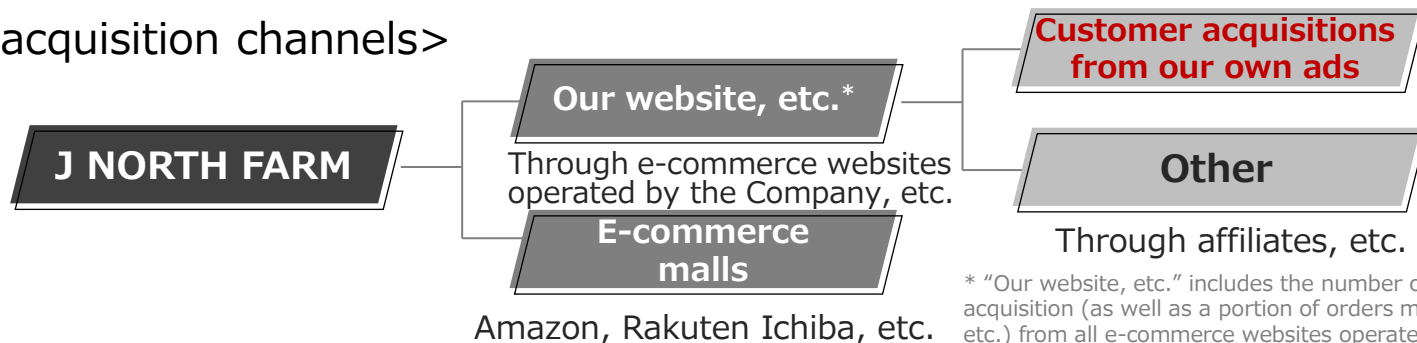 acquisition channels>
J NORTH FARM
Our website, etc.*
Through e-commerce websites
operated by the Company, etc.
E-commerce
malls
Amazon, Rakuten Ichiba, etc.
Customer acquisitions
from our own ads
Other
Through affiliates, etc.
* “Our website, etc.” includes the number
acquisition (as well as a portion of orders
etc.) from all e-commerce websites